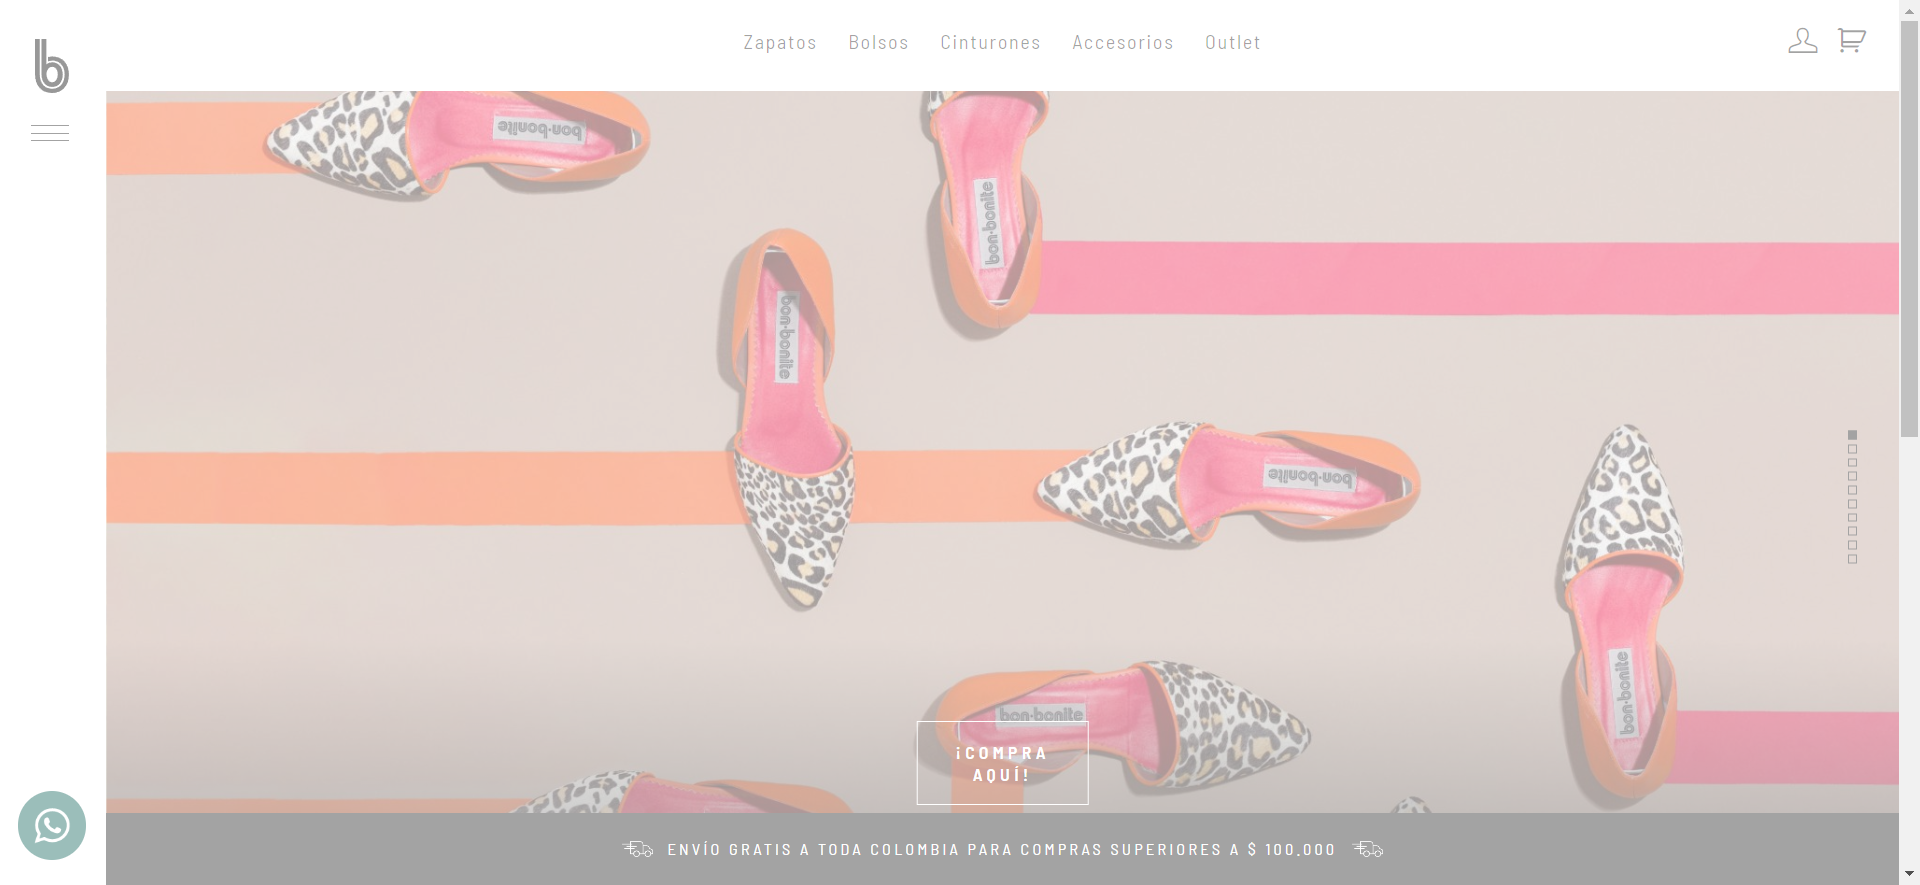 b
Zapatos Bolsos Cinturones Accesorios Outlet
bon·bonite
bon·bonite
bon·bonite
bon·bonite
bon·bonite
bon·bonite
¡COMPRA
AQUÍ!
ENVÍO GRATIS A TODA COLOMBIA PARA COMPRAS SUPERIORES A $ 100.000